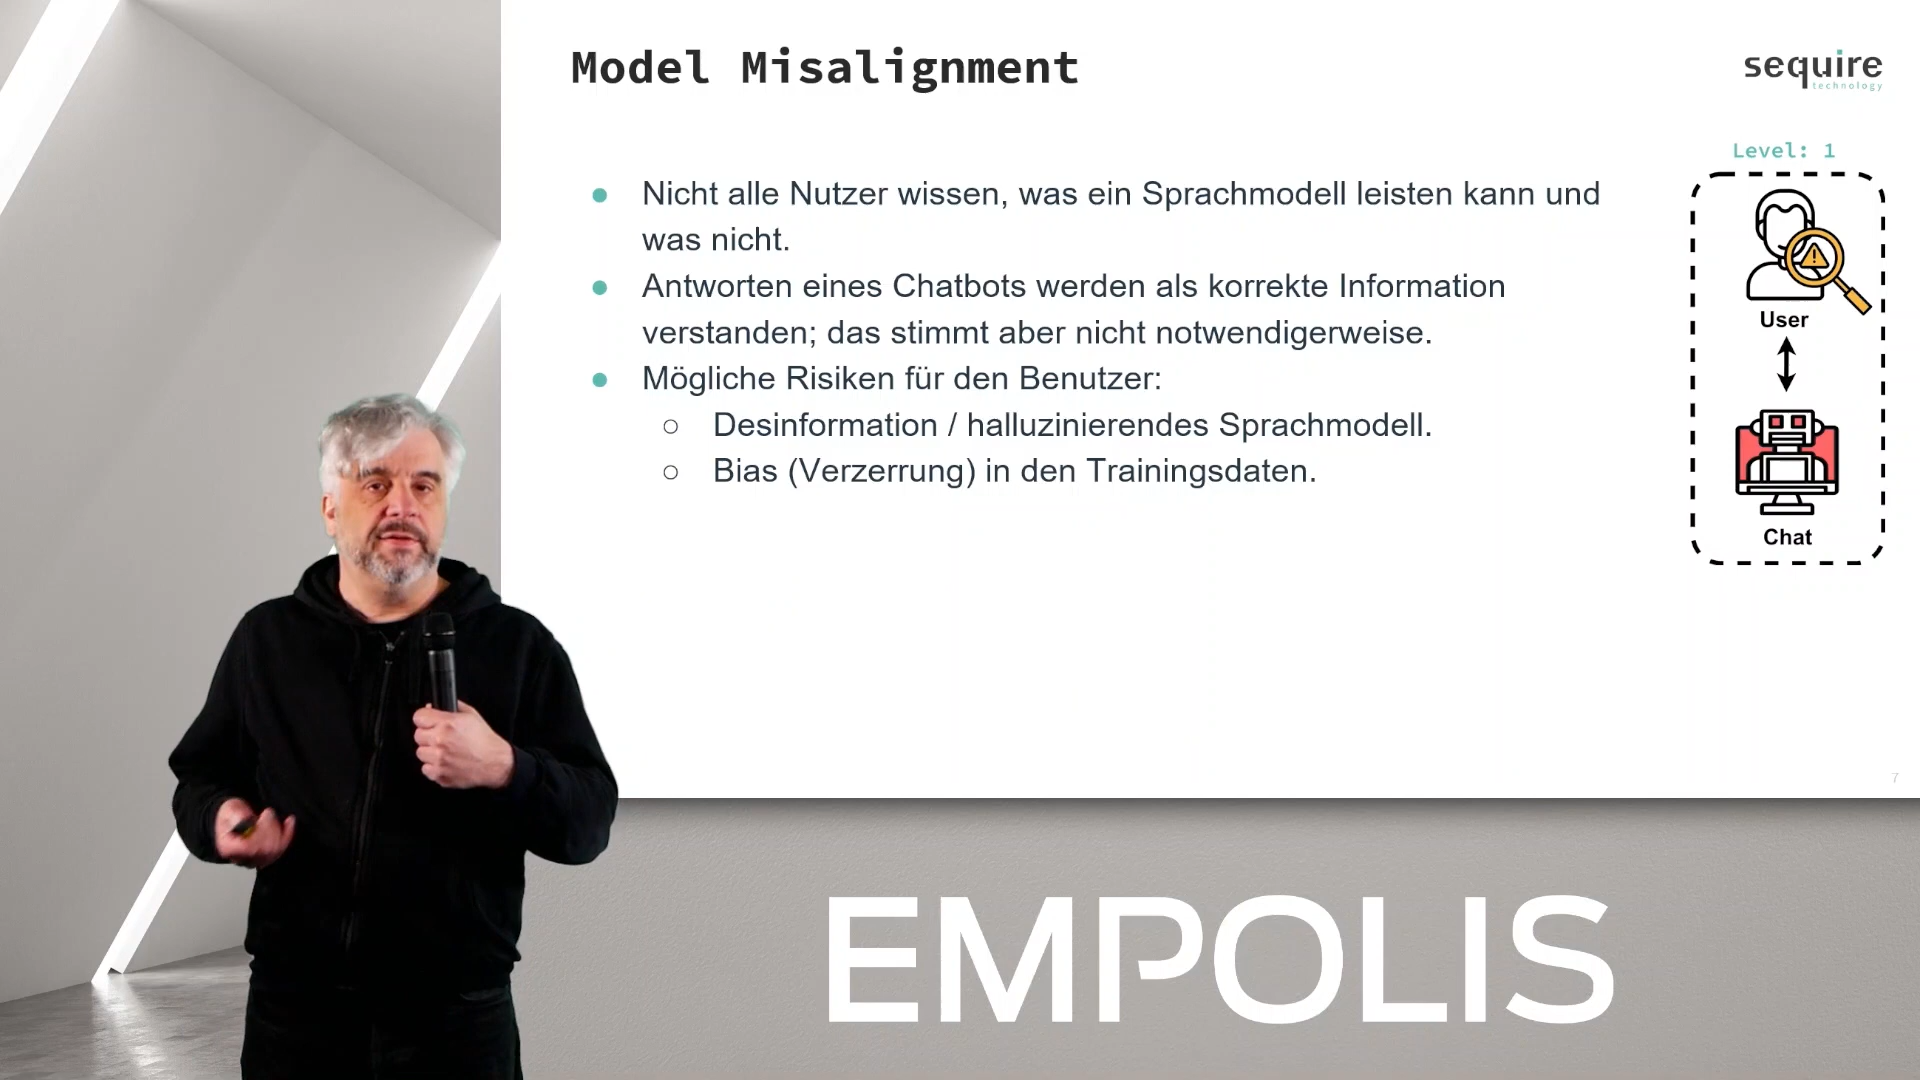 Model Misalignment
sequire
technology
Level: 1
● Nicht alle Nutzer wissen, was ein Sprachmodell leisten kann und
was nicht.
● Antworten eines Chatbots werden als korrekte Information
verstanden; das stimmt aber nicht notwendigerweise.
● Mögliche Risiken für den Benutzer:
○ Desinformation / halluzinierendes Sprachmodell.
○ Bias (Verzerrung) in den Trainingsdaten.
User
Chat
7
EMPOLIS